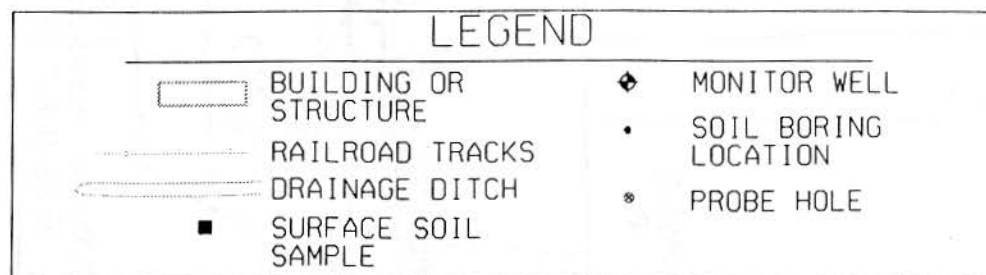 LEGEND
BUILDING OR
STRUCTURE
RAILROAD TRACKS
DRAINAGE DITCH
SURFACE SOIL
SAMPLE
MONITOR WELL
SOIL BORING
LOCATION
PROBE HOLE